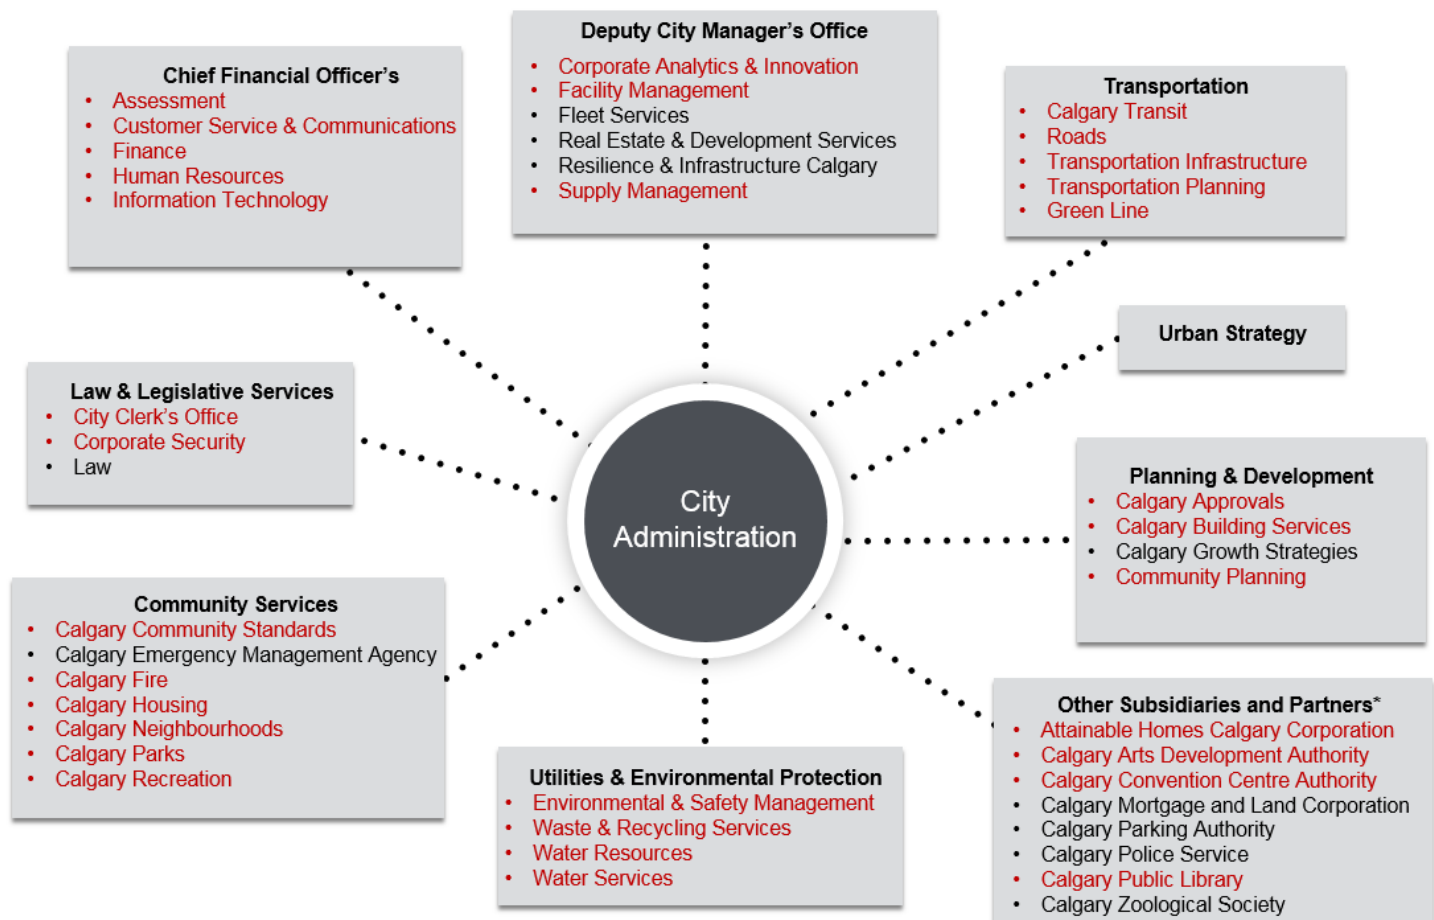 Chief Financial Officer's
• Assessment
• Customer Service & Communications
• Finance
• Human Resources
• Information Technology
Deputy City Manager's Office
• Corporate Analytics & Innovation
• Facility Management
• Fleet Services
• Real Estate & Development Services
• Resilience & Infrastructure Calgary
• Supply Management
Transportation
• Calgary Transit
• Roads
• Transportation Infrastructure
• Transportation Planning
• Green Line
Urban Strategy
Law & Legislative Services
• City Clerk's Office
• Corporate Security
• Law
City
Administration
Planning & Development
• Calgary Approvals
• Calgary Building Services
• Calgary Growth Strategies
• Community Planning
Community Services
• Calgary Community Standards
• Calgary Emergency Management Agency
• Calgary Fire
• Calgary Housing
• Calgary Neighbourhoods
• Calgary Parks
• Calgary Recreation
Utilities & Environmental Protection
• Environmental & Safety Management
• Waste & Recycling Services
• Water Resources
• Water Services
Other Subsidiaries and Partners*
• Attainable Homes Calgary Corporation
• Calgary Arts Development Authority
• Calgary Convention Centre Authority
• Calgary Mortgage and Land Corporation
• Calgary Parking Authority
• Calgary Police Service
• Calgary Public Library
• Calgary Zoological Society